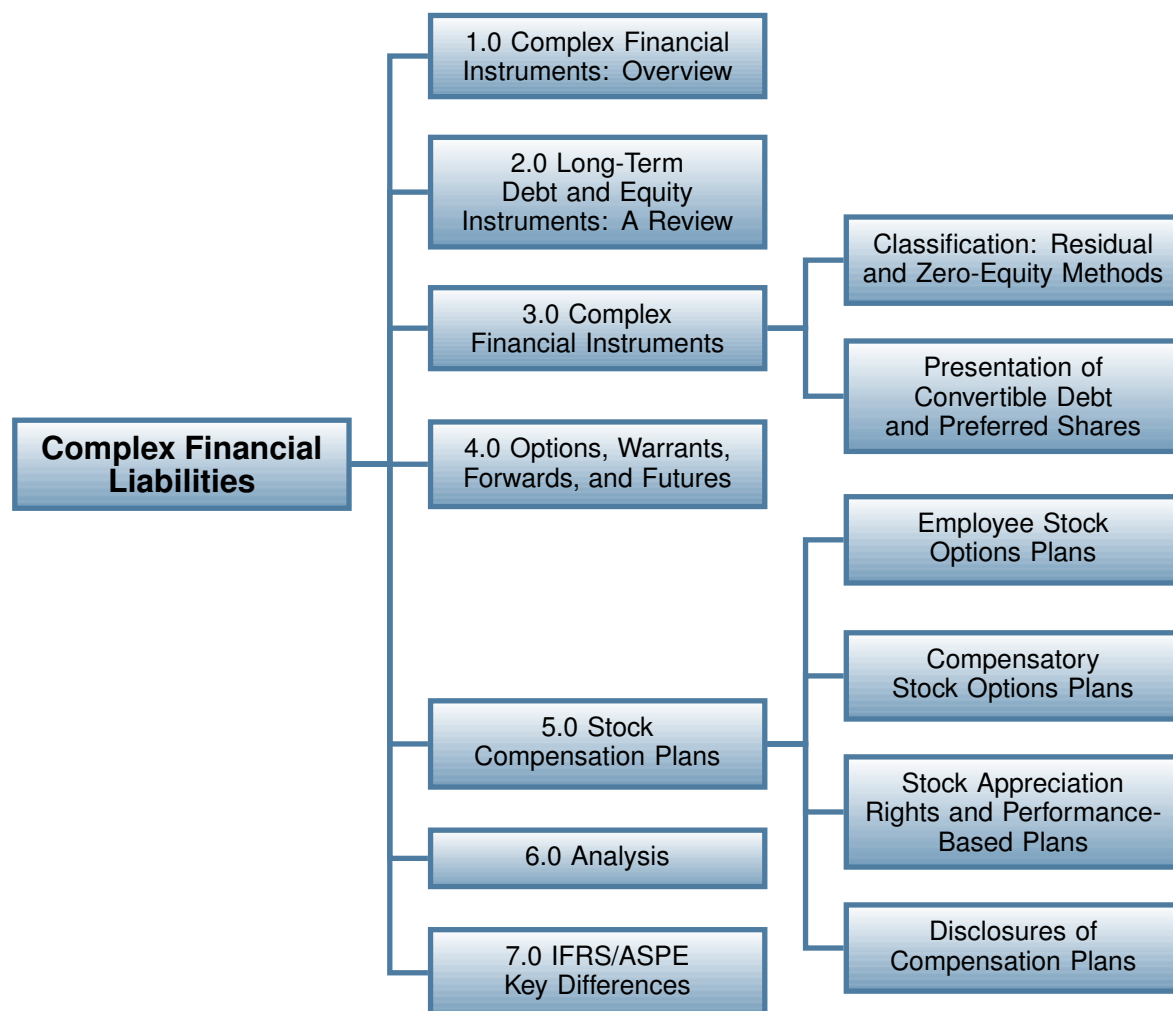 Complex Financial
Liabilities
1.0 Complex Financial
Instruments: Overview
2.0 Long-Term
Debt and Equity
Instruments: A Review
3.0 Complex
Financial Instruments
Classification: Residual
and Zero-Equity Methods
Presentation of
Convertible Debt
and Preferred Shares
4.0 Options, Warrants,
Forwards, and Futures
5.0 Stock
Compensation Plans
Employee Stock
Options Plans
Compensatory
Stock Options Plans
Stock Appreciation
Rights and Performance-
Based Plans
Disclosures of
Compensation Plans
6.0 Analysis
7.0 IFRS/ASPE
Key Differences